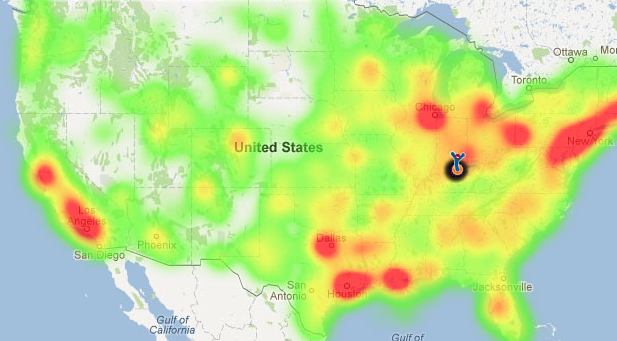 Ottawa
Mon
Toronto
Chicago
New York
United States
Los
Angeles
San Diego
Phoenix
Dallas
San
Antonio
Houston
Jacksonville
Gulf of
California
Gulf of